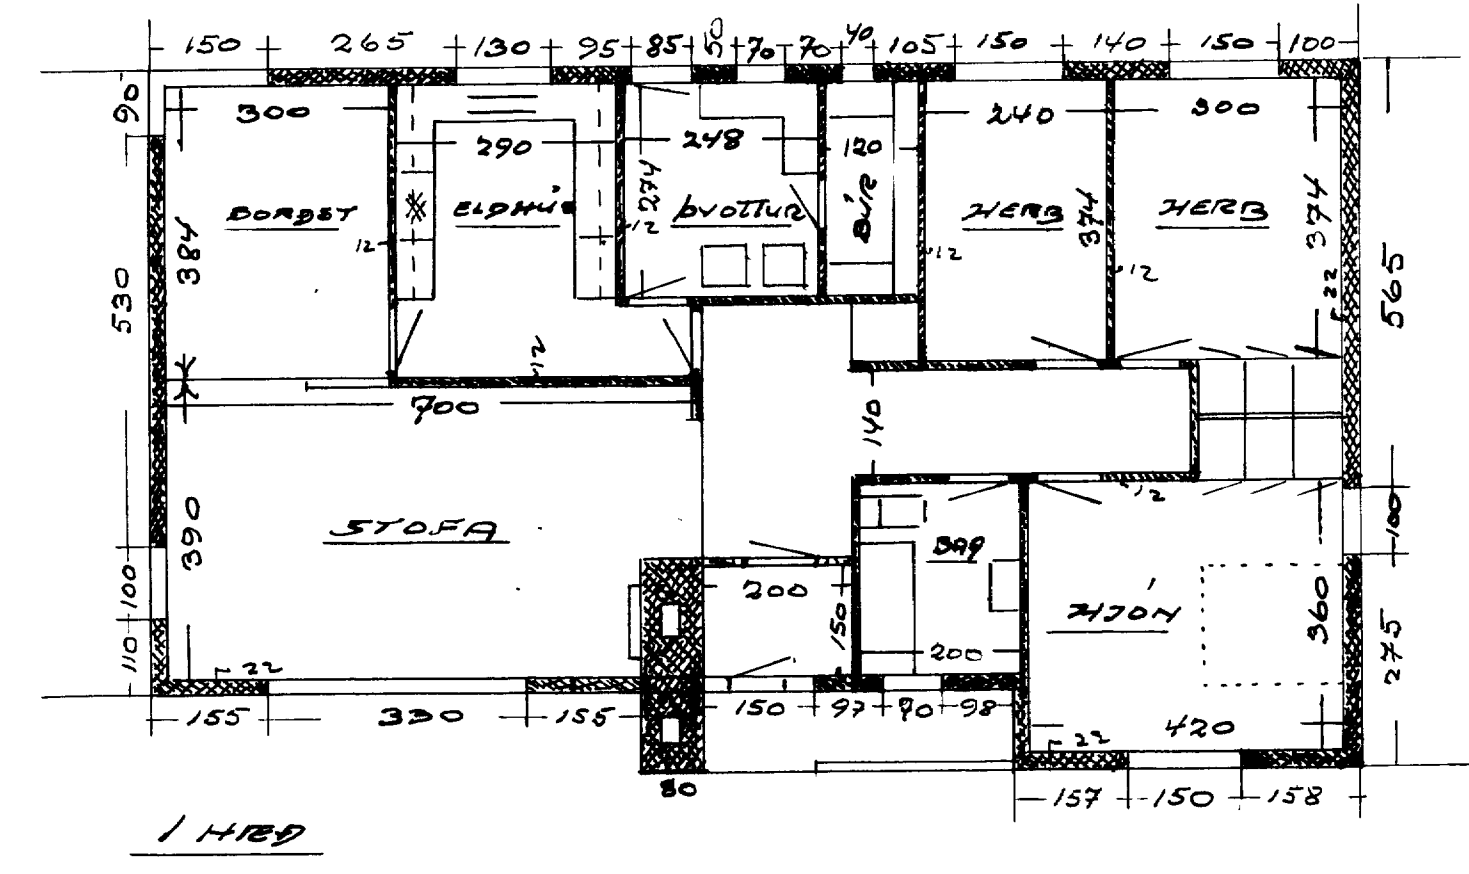 150 265 130 95 85 50 70 70 40 105 150 140 150 100
90
300 290 248 120 240 300
274
BORÐST ELDHÚS ÞVOTTUR BÚR HERB HERB
384 12 12 374 374
12 12 22
530 565
12
700
140
12
390 STOFA BAÐ 100
200 HJÓN
100 150 360
110 22 200 275
155 330 155 150 97 90 98 420
22
80
157 150 158
1 HÆÐ